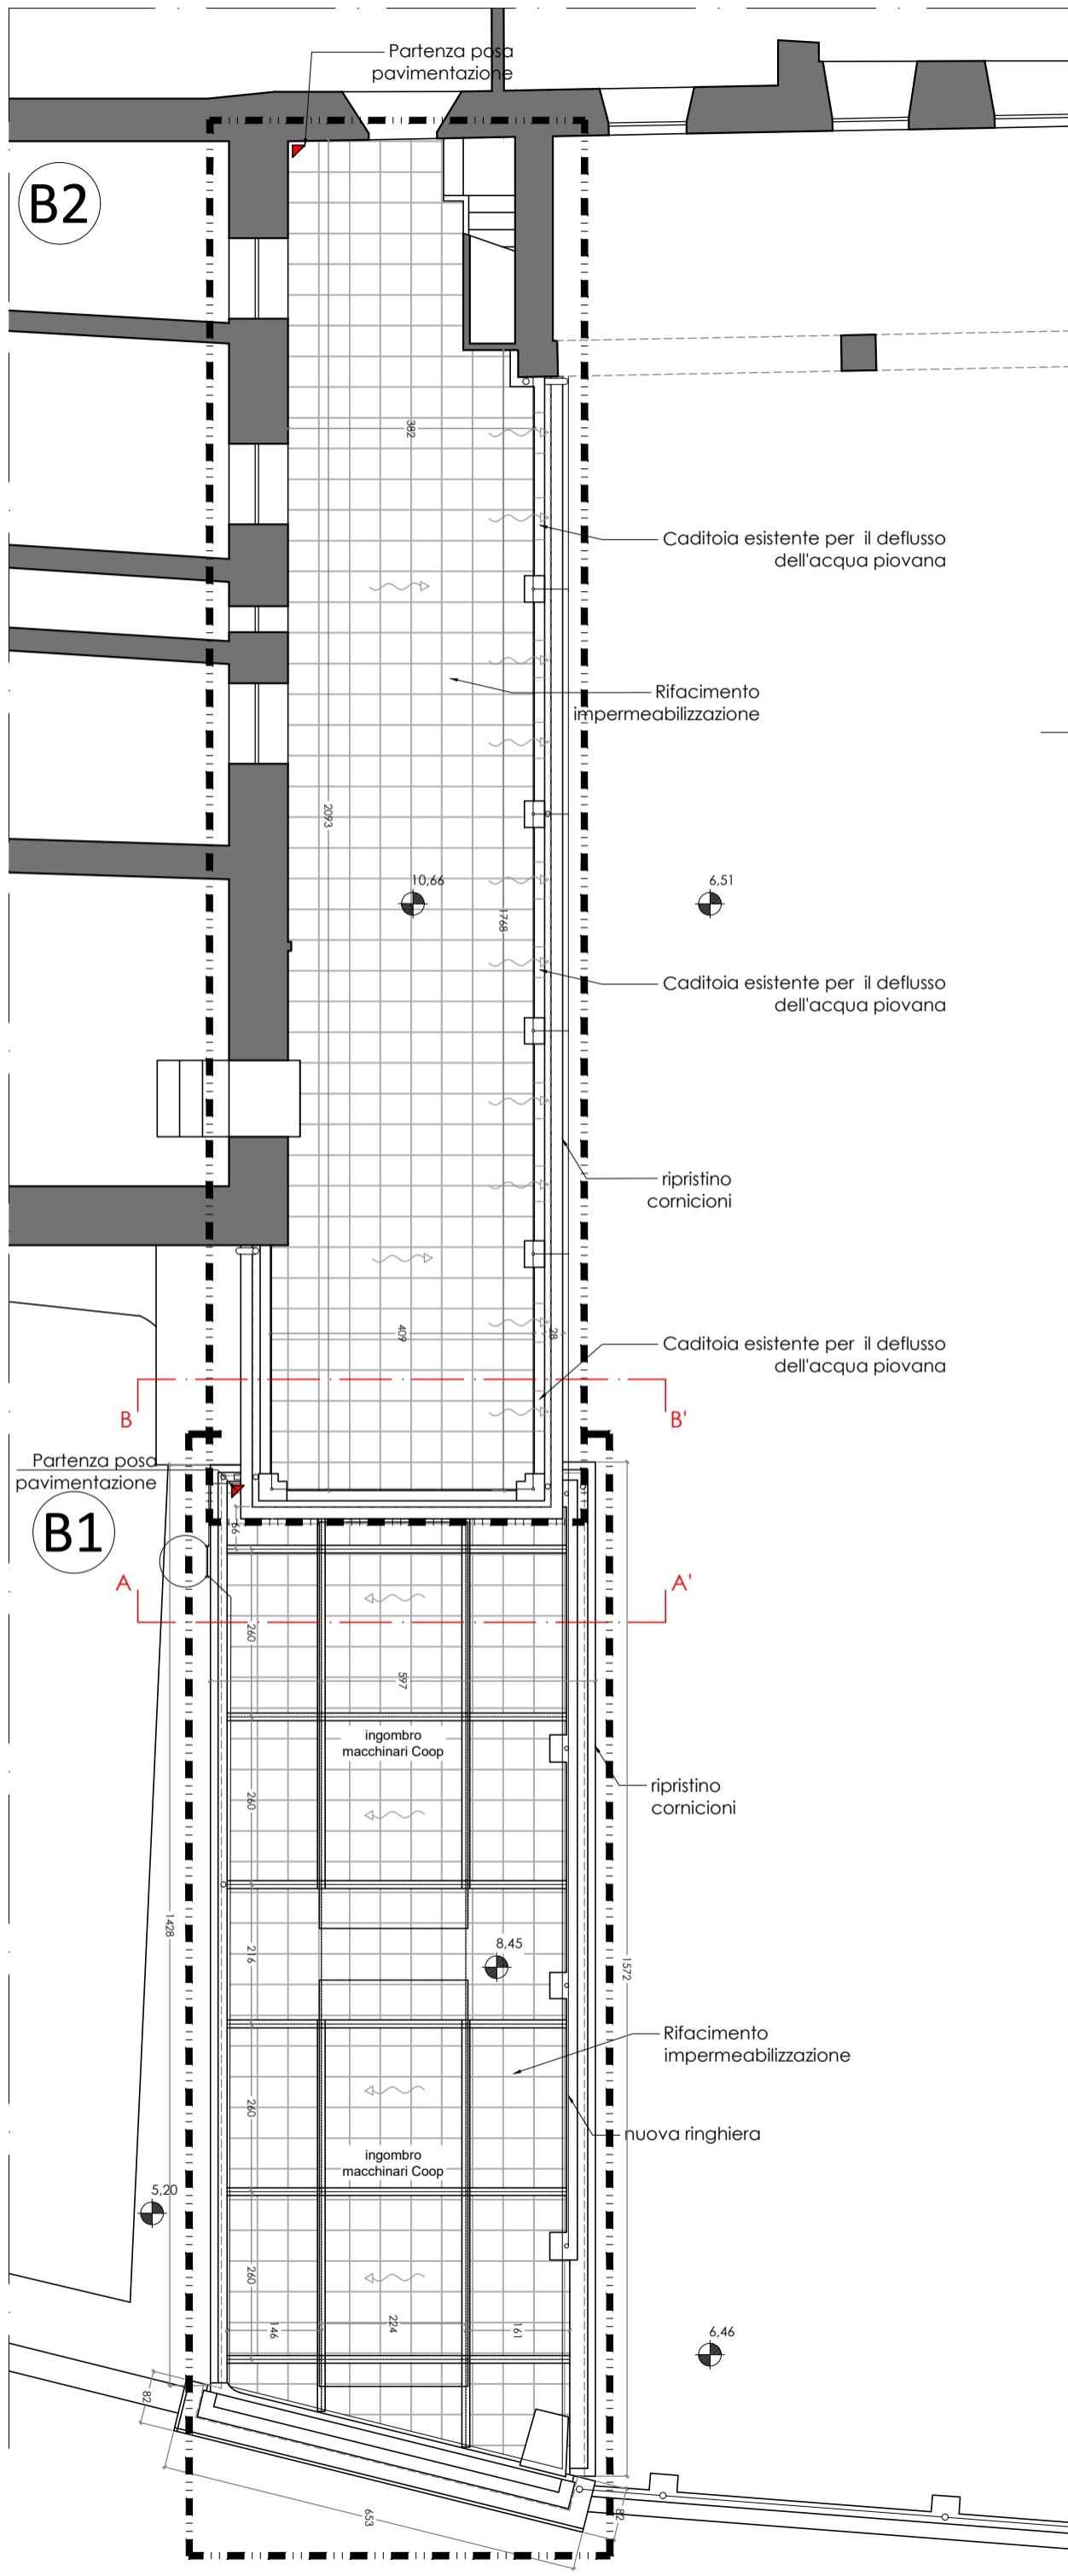 Partenza posa
pavimentazione
B2
382
Caditoia esistente per il deflusso
dell'acqua piovana
Rifacimento
impermeabilizzazione
2093
10,66
6,51
1768
Caditoia esistente per il deflusso
dell'acqua piovana
ripristino
cornicioni
409
28
Caditoia esistente per il deflusso
dell'acqua piovana
B
B'
Partenza posa
pavimentazione
B1
66
A
A'
260
597
ingombro
macchinari Coop
ripristino
cornicioni
260
1428
216
8,45
1572
Rifacimento
impermeabilizzazione
260
nuova ringhiera
ingombro
macchinari Coop
5,20
260
146
224
161
6,46
82
653
82